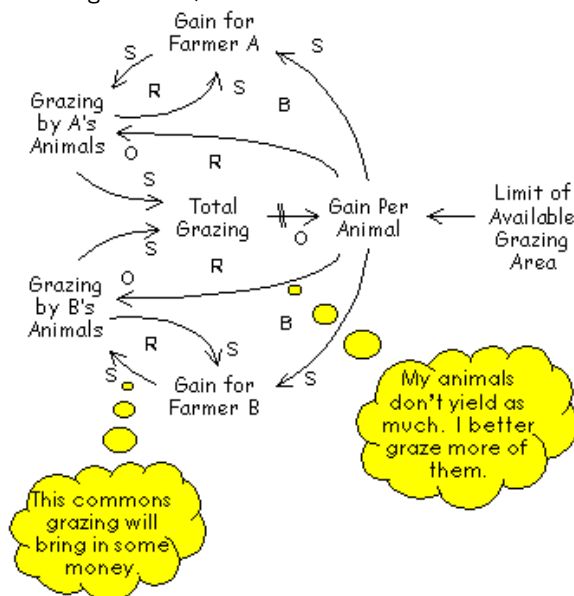 Gain for
Farmer A
S
S
S
R
S
B
Grazing
by A's
Animals
O
R
S
Total
Grazing
O
Gain Per
Animal
Limit of
Available
Grazing
Area
S
R
O
Grazing
by B's
Animals
B
R
S
S
S
Gain for
Farmer B
My animals
don't yield as
much. I better
graze more of
them.
This commons
grazing will
bring in some
money.